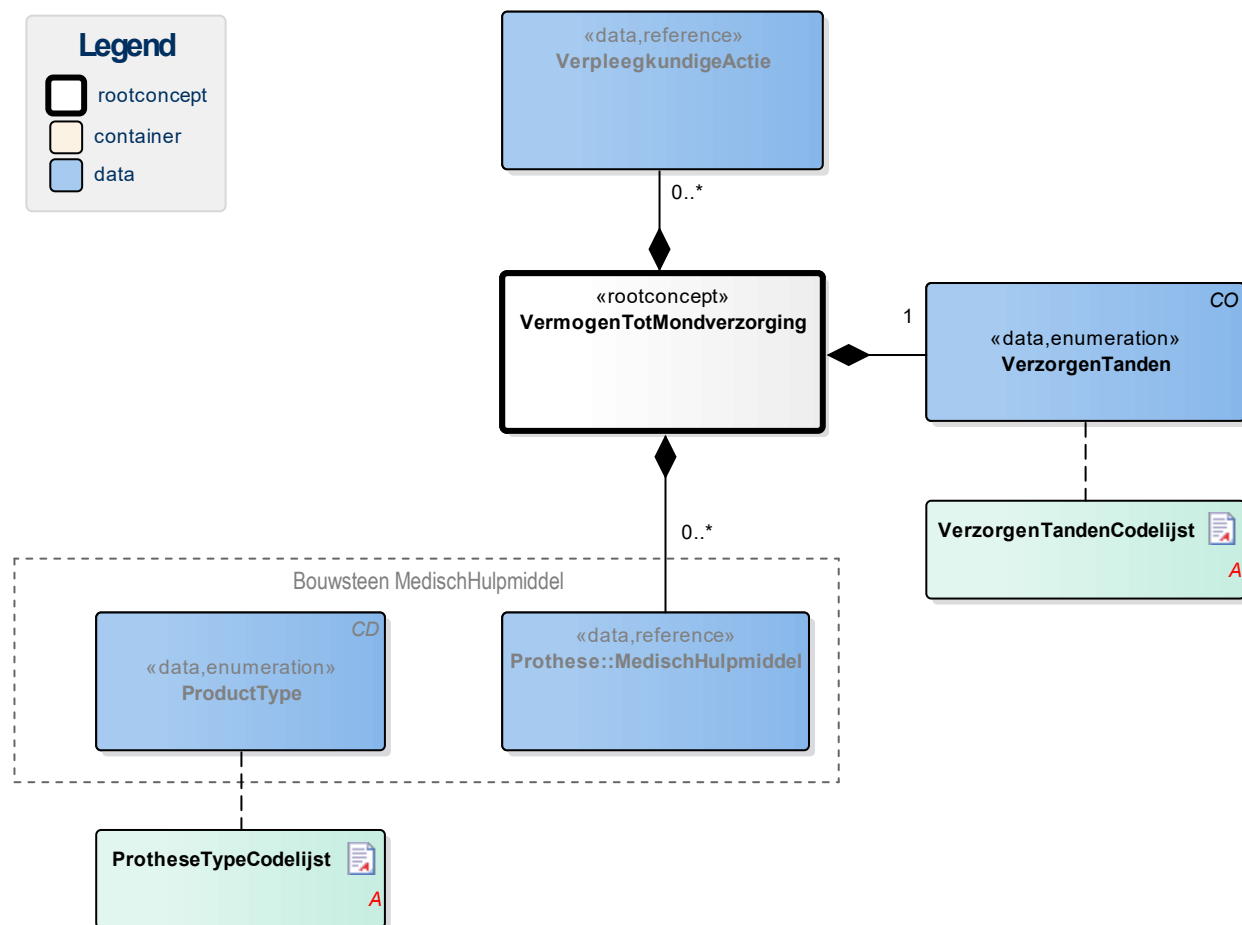 Legend
rootconcept
container
data
«data,reference»
VerpleegkundigeActie
0..*
«rootconcept»
VermogenTotMondverzorging
1
CO
«data,enumeration»
VerzorgenTanden
VerzorgenTandenCodelijst
A
0..*
Bouwsteen MedischHulpmiddel
CD
«data,enumeration»
ProductType
«data,reference»
Prothese::MedischHulpmiddel
ProtheseTypeCodelijst
A